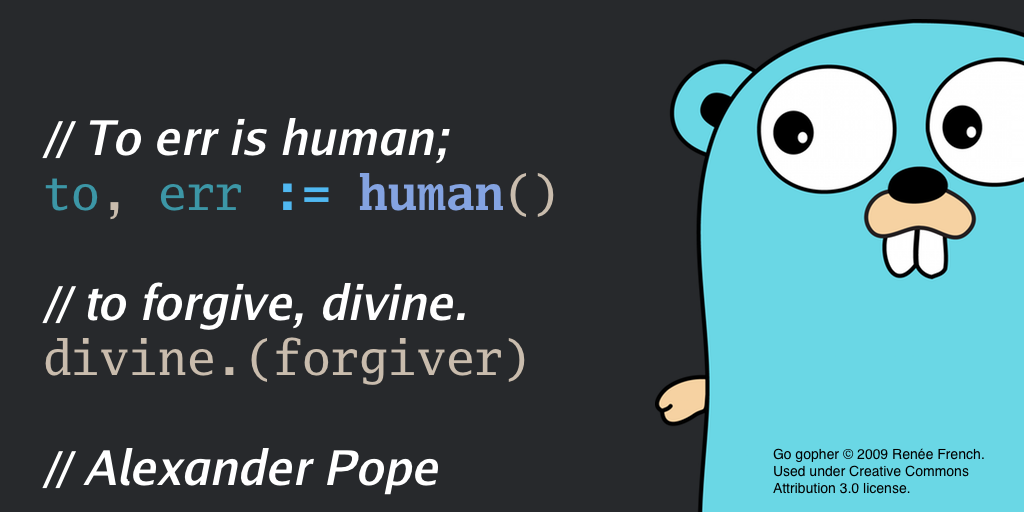 // To err is human;
to, err := human()
// to forgive, divine.
divine.(forgiver)
// Alexander Pope
Go gopher © 2009 Renée French.
Used under Creative Commons
Attribution 3.0 license.